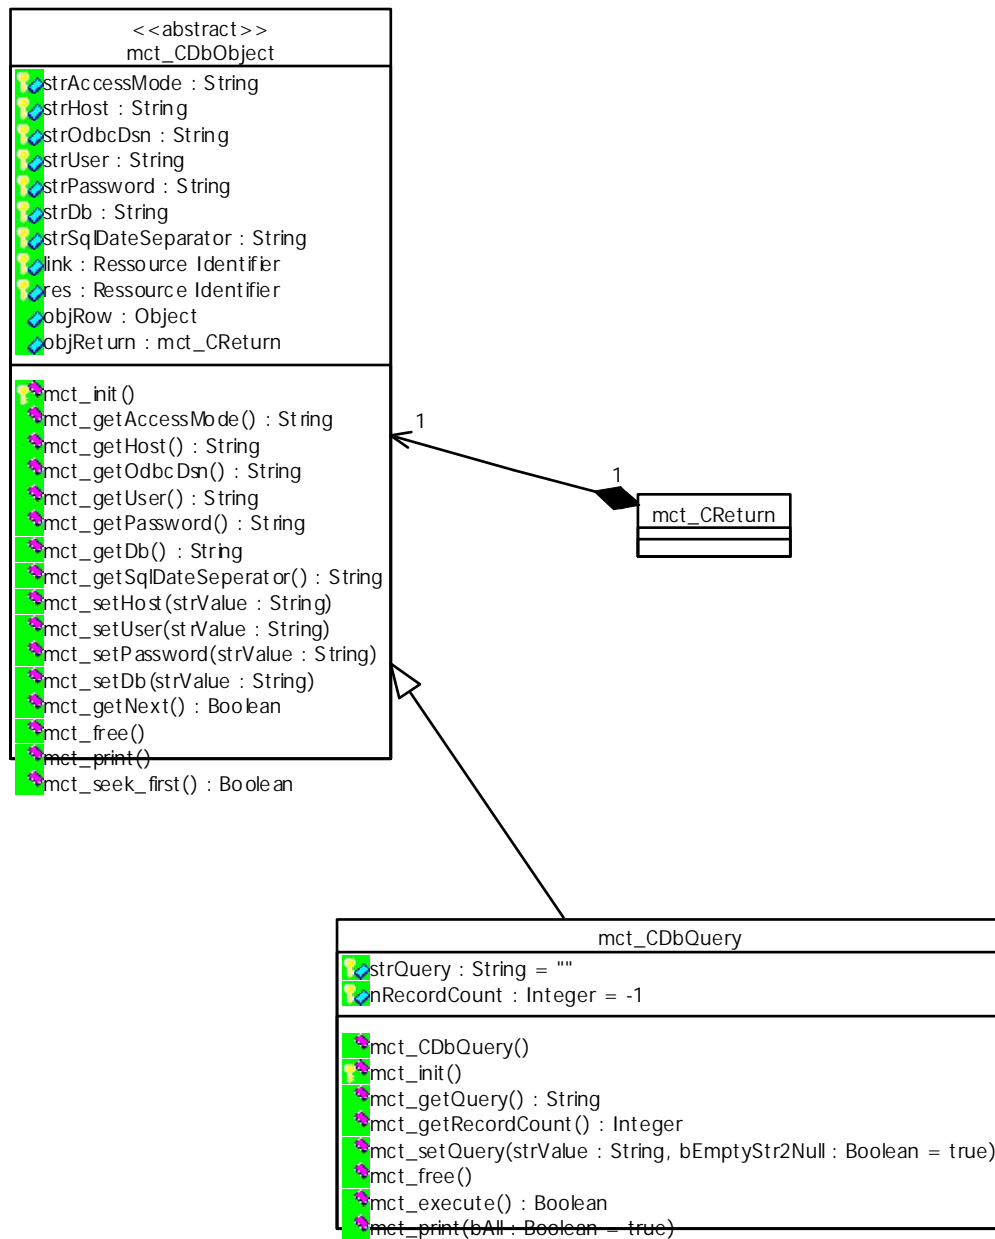 <<abstract>>
mct_CDbObject
strAccessMode : String
strHost : String
strOdbcDsn : String
strUser : String
strPassword : String
strDb : String
strSqlDateSeparator : String
link : Ressource Identifier
res : Ressource Identifier
objRow : Object
objReturn : mct_CReturn
mct_init()
mct_getAccessMode() : String
mct_getHost() : String
mct_getOdbcDsn() : String
mct_getUser() : String
mct_getPassword() : String
mct_getDb() : String
mct_getSqlDateSeperator() : String
mct_setHost(strValue : String)
mct_setUser(strValue : String)
mct_setPassword(strValue : String)
mct_setDb(strValue : String)
mct_getNext() : Boolean
mct_free()
mct_print()
mct_seek_first() : Boolean
1
1
mct_CReturn
mct_CDbQuery
strQuery : String = ""
nRecordCount : Integer = -1
mct_CDbQuery()
mct_init()
mct_getQuery() : String
mct_getRecordCount() : Integer
mct_setQuery(strValue : String, bEmptyStr2Null : Boolean = true)
mct_free()
mct_execute() : Boolean
mct_print(bAll : Boolean = true)